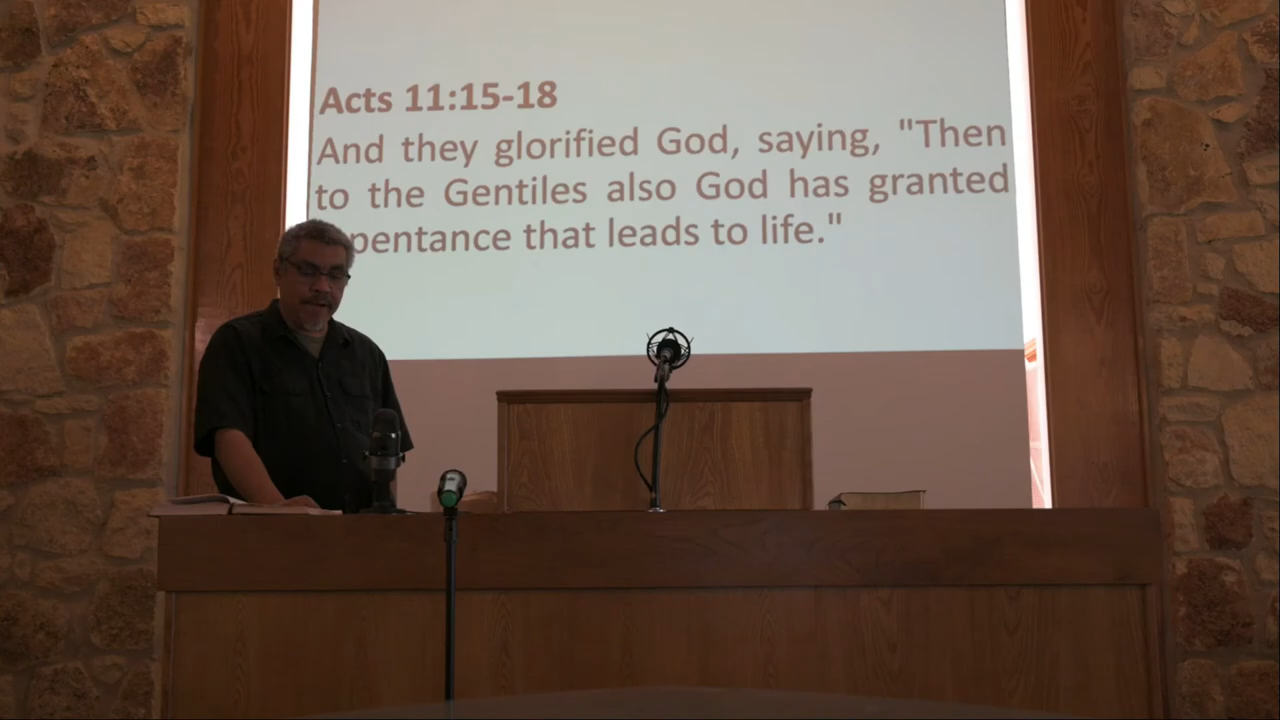 Acts 11:15-18
And they glorified God, saying, "Then
to the Gentiles also God has granted
pentance that leads to life."